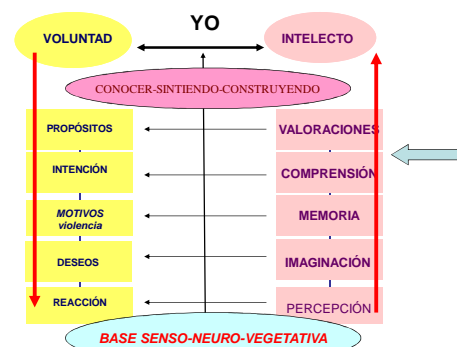 YO
VOLUNTAD
INTELECTO
CONOCER-SINTIENDO-CONSTRUYENDO
PROPÓSITOS
VALORACIONES
INTENCIÓN
COMPRENSIÓN
MOTIVOS
violencia
MEMORIA
DESEOS
IMAGINACIÓN
REACCIÓN
PERCEPCIÓN
BASE SENSO-NEURO-VEGETATIVA